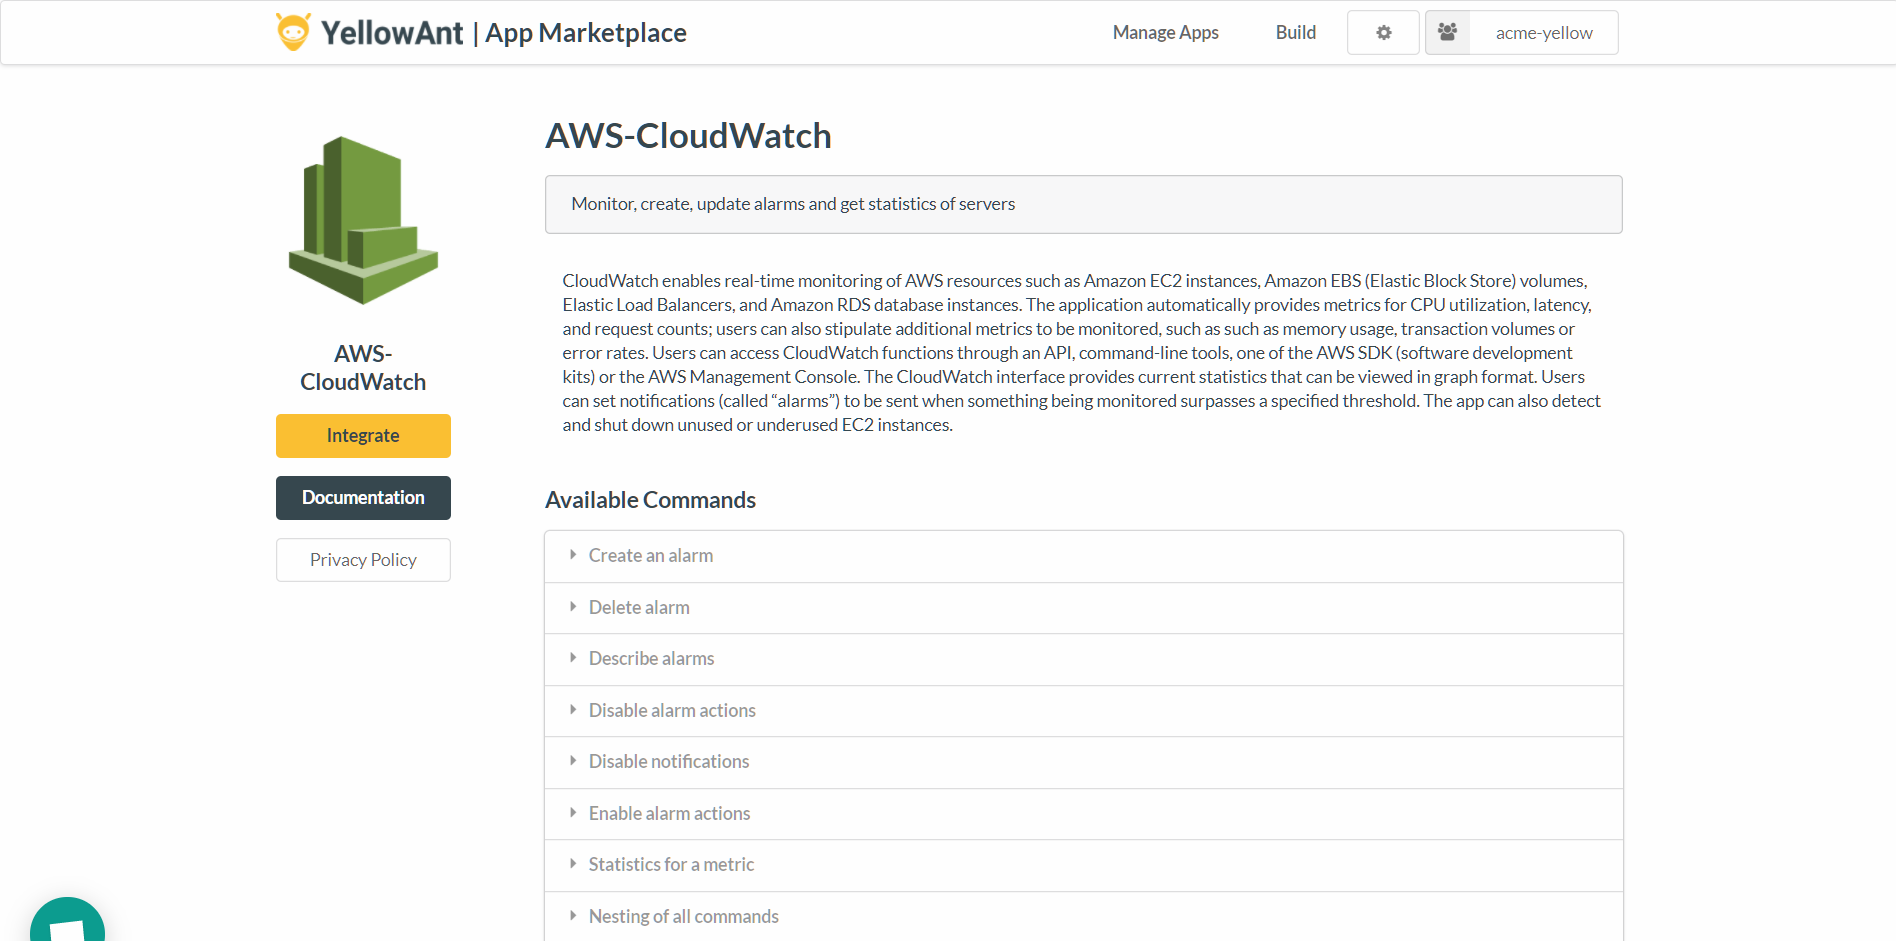 YellowAnt | App Marketplace
Manage Apps
Build
acme-yellow
AWS-CloudWatch
Integrate
Documentation
Privacy Policy
AWS-CloudWatch
Monitor, create, update alarms and get statistics of servers
CloudWatch enables real-time monitoring of AWS resources such as Amazon EC2 instances, Amazon EBS (Elastic Block Store) volumes,
Elastic Load Balancers, and Amazon RDS database instances. The application automatically provides metrics for CPU utilization, latency,
and request counts; users can also stipulate additional metrics to be monitored, such as such as memory usage, transaction volumes or
error rates. Users can access CloudWatch functions through an API, command-line tools, one of the AWS SDK (software development
kits) or the AWS Management Console. The CloudWatch interface provides current statistics that can be viewed in graph format. Users
can set notifications (called “alarms”) to be sent when something being monitored surpasses a specified threshold. The app can also detect
and shut down unused or underused EC2 instances.
Available Commands
Create an alarm
Delete alarm
Describe alarms
Disable alarm actions
Disable notifications
Enable alarm actions
Statistics for a metric
Nesting of all commands